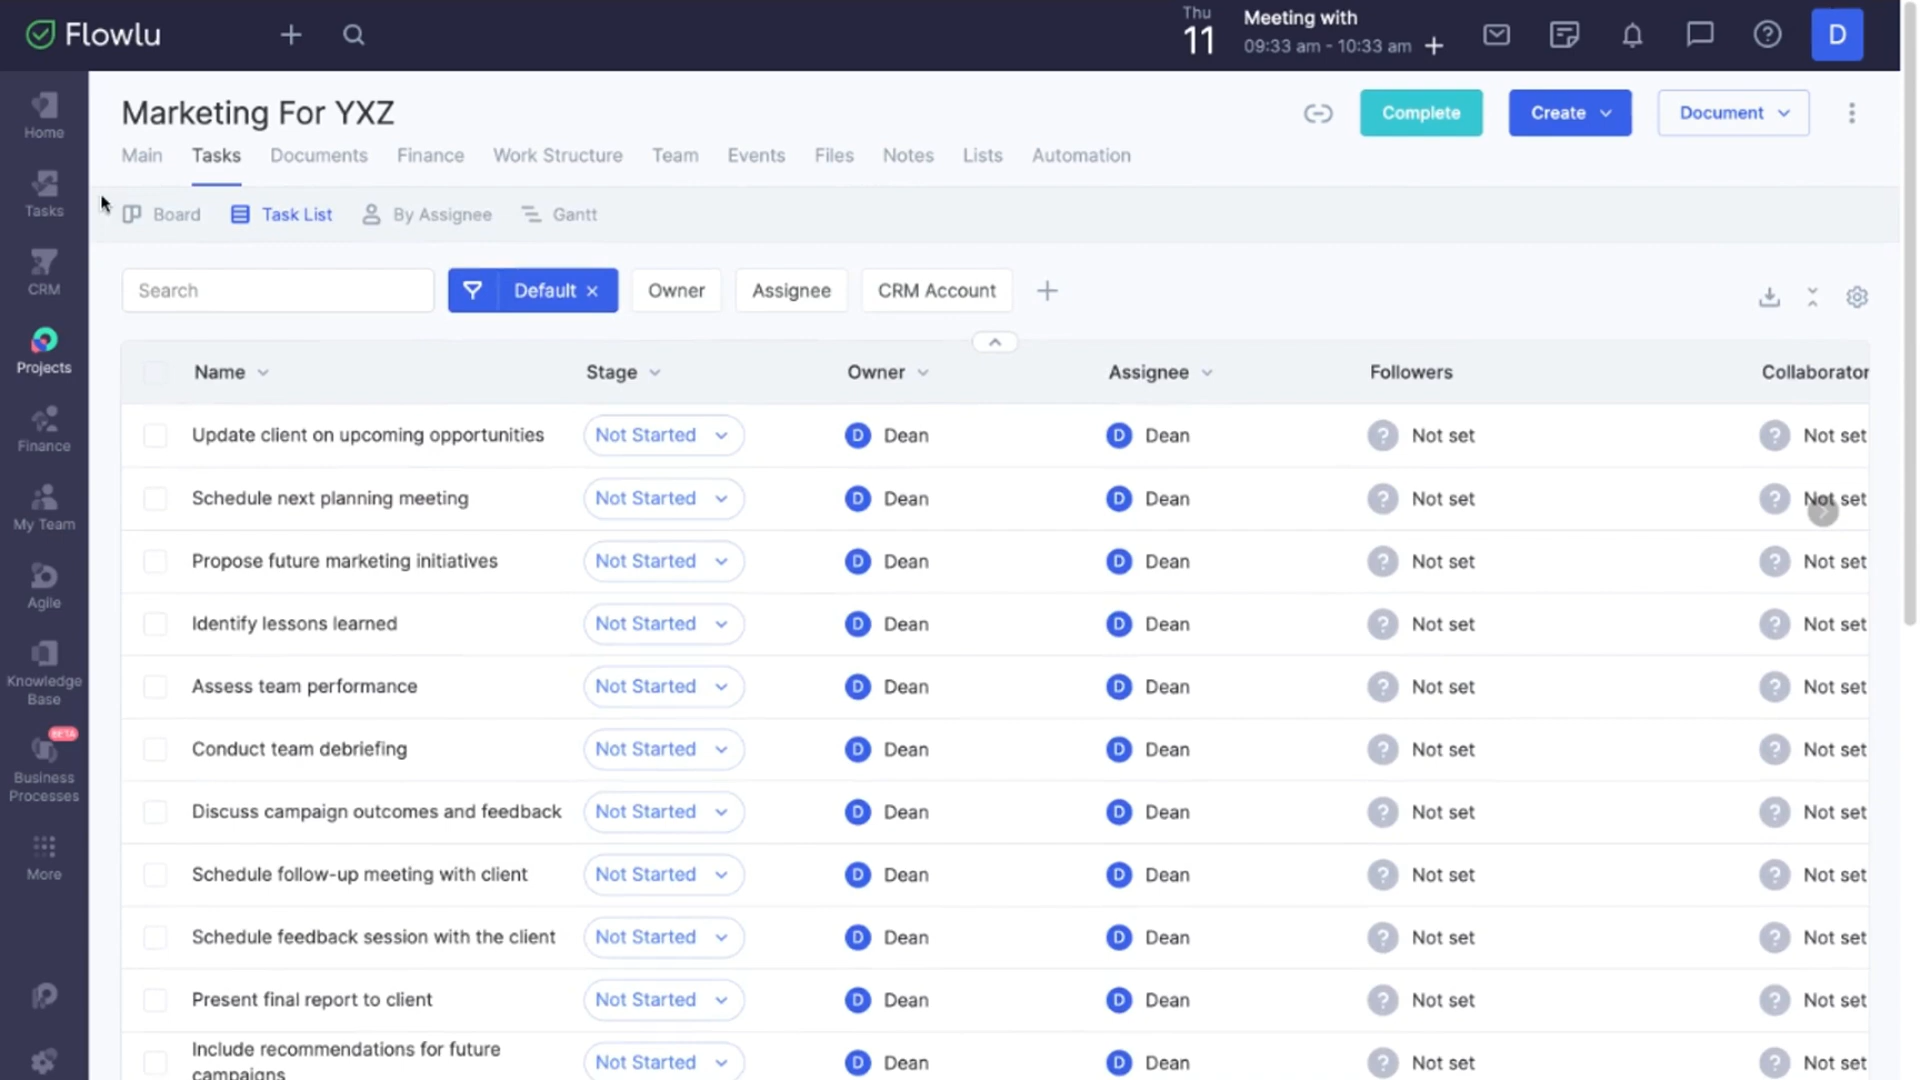 Flowlu
Thu
11
Meeting with
09:33 am - 10:33 am
D
Marketing For YXZ
Complete
Create
Document
Main
Tasks
Documents
Finance
Work Structure
Team
Events
Files
Notes
Lists
Automation
Board
Task List
By Assignee
Gantt
Search
Default
Owner
Assignee
CRM Account
Home
Tasks
CRM
Projects
Finance
My Team
Agile
Knowledge
Base
BETA
Business
Processes
More
Name Stage Owner Assignee Followers Collaborator
Update client on upcoming opportunities Not Started D Dean D Dean ? Not set ? Not set
Schedule next planning meeting Not Started D Dean D Dean ? Not set ? Not set
Propose future marketing initiatives Not Started D Dean D Dean ? Not set ? Not set
Identify lessons learned Not Started D Dean D Dean ? Not set ? Not set
Assess team performance Not Started D Dean D Dean ? Not set ? Not set
Conduct team debriefing Not Started D Dean D Dean ? Not set ? Not set
Discuss campaign outcomes and feedback Not Started D Dean D Dean ? Not set ? Not set
Schedule follow-up meeting with client Not Started D Dean D Dean ? Not set ? Not set
Schedule feedback session with the client Not Started D Dean D Dean ? Not set ? Not set
Present final report to client Not Started D Dean D Dean ? Not set ? Not set
Include recommendations for future
campaigns Not Started D Dean D Dean ? Not set ? Not set